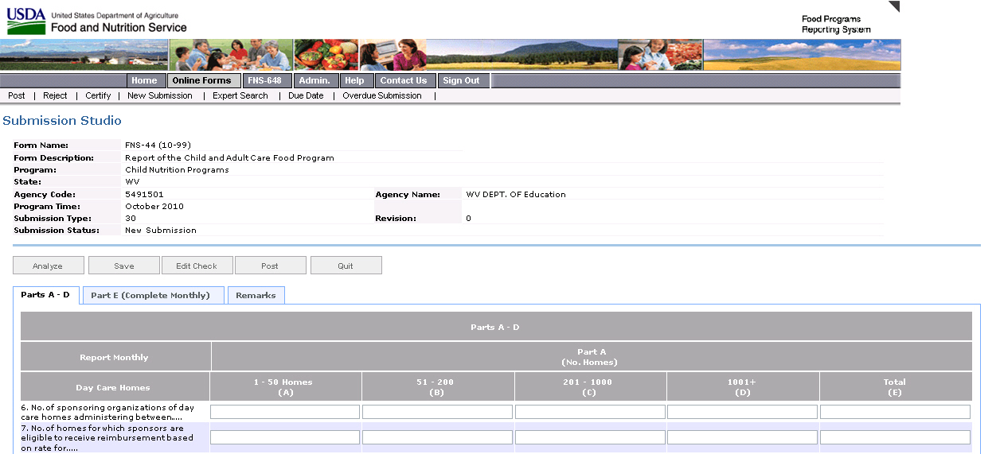 USDA United States Department of Agriculture
Food and Nutrition Service
Food Programs
Reporting System
Home Online Forms FNS-648 Admin. Help Contact Us Sign Out
Post | Reject | Certify | New Submission | Expert Search | Due Date | Overdue Submission |
Submission Studio
Form Name: FNS-44 (10-99)
Form Description: Report of the Child and Adult Care Food Program
Program: Child Nutrition Programs
State: WV
Agency Code: 5491501 Agency Name: WV DEPT. OF Education
Program Time: October 2010
Submission Type: 30 Revision: 0
Submission Status: New Submission
Analyze Save Edit Check Post Quit
Parts A - D Part E (Complete Monthly) Remarks
Parts A - D
Report Monthly
Part A
(No. Homes)
Day Care Homes
1 - 50 Homes
(A)
51 - 200
(B)
201 - 1000
(C)
1001+
(D)
Total
(E)
6. No. of sponsoring organizations of day
care homes administering between.....
7. No. of homes for which sponsors are
eligible to receive reimbursement based
on rate for.....